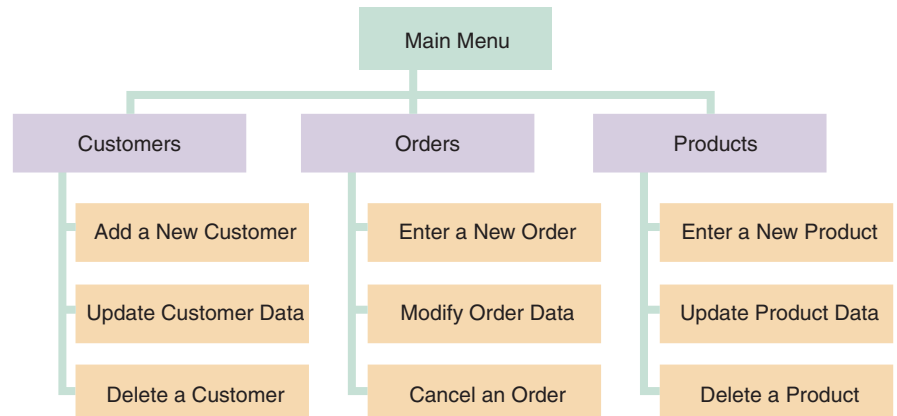 Main Menu
Customers
Orders
Products
Add a New Customer
Enter a New Order
Enter a New Product
Update Customer Data
Modify Order Data
Update Product Data
Delete a Customer
Cancel an Order
Delete a Product